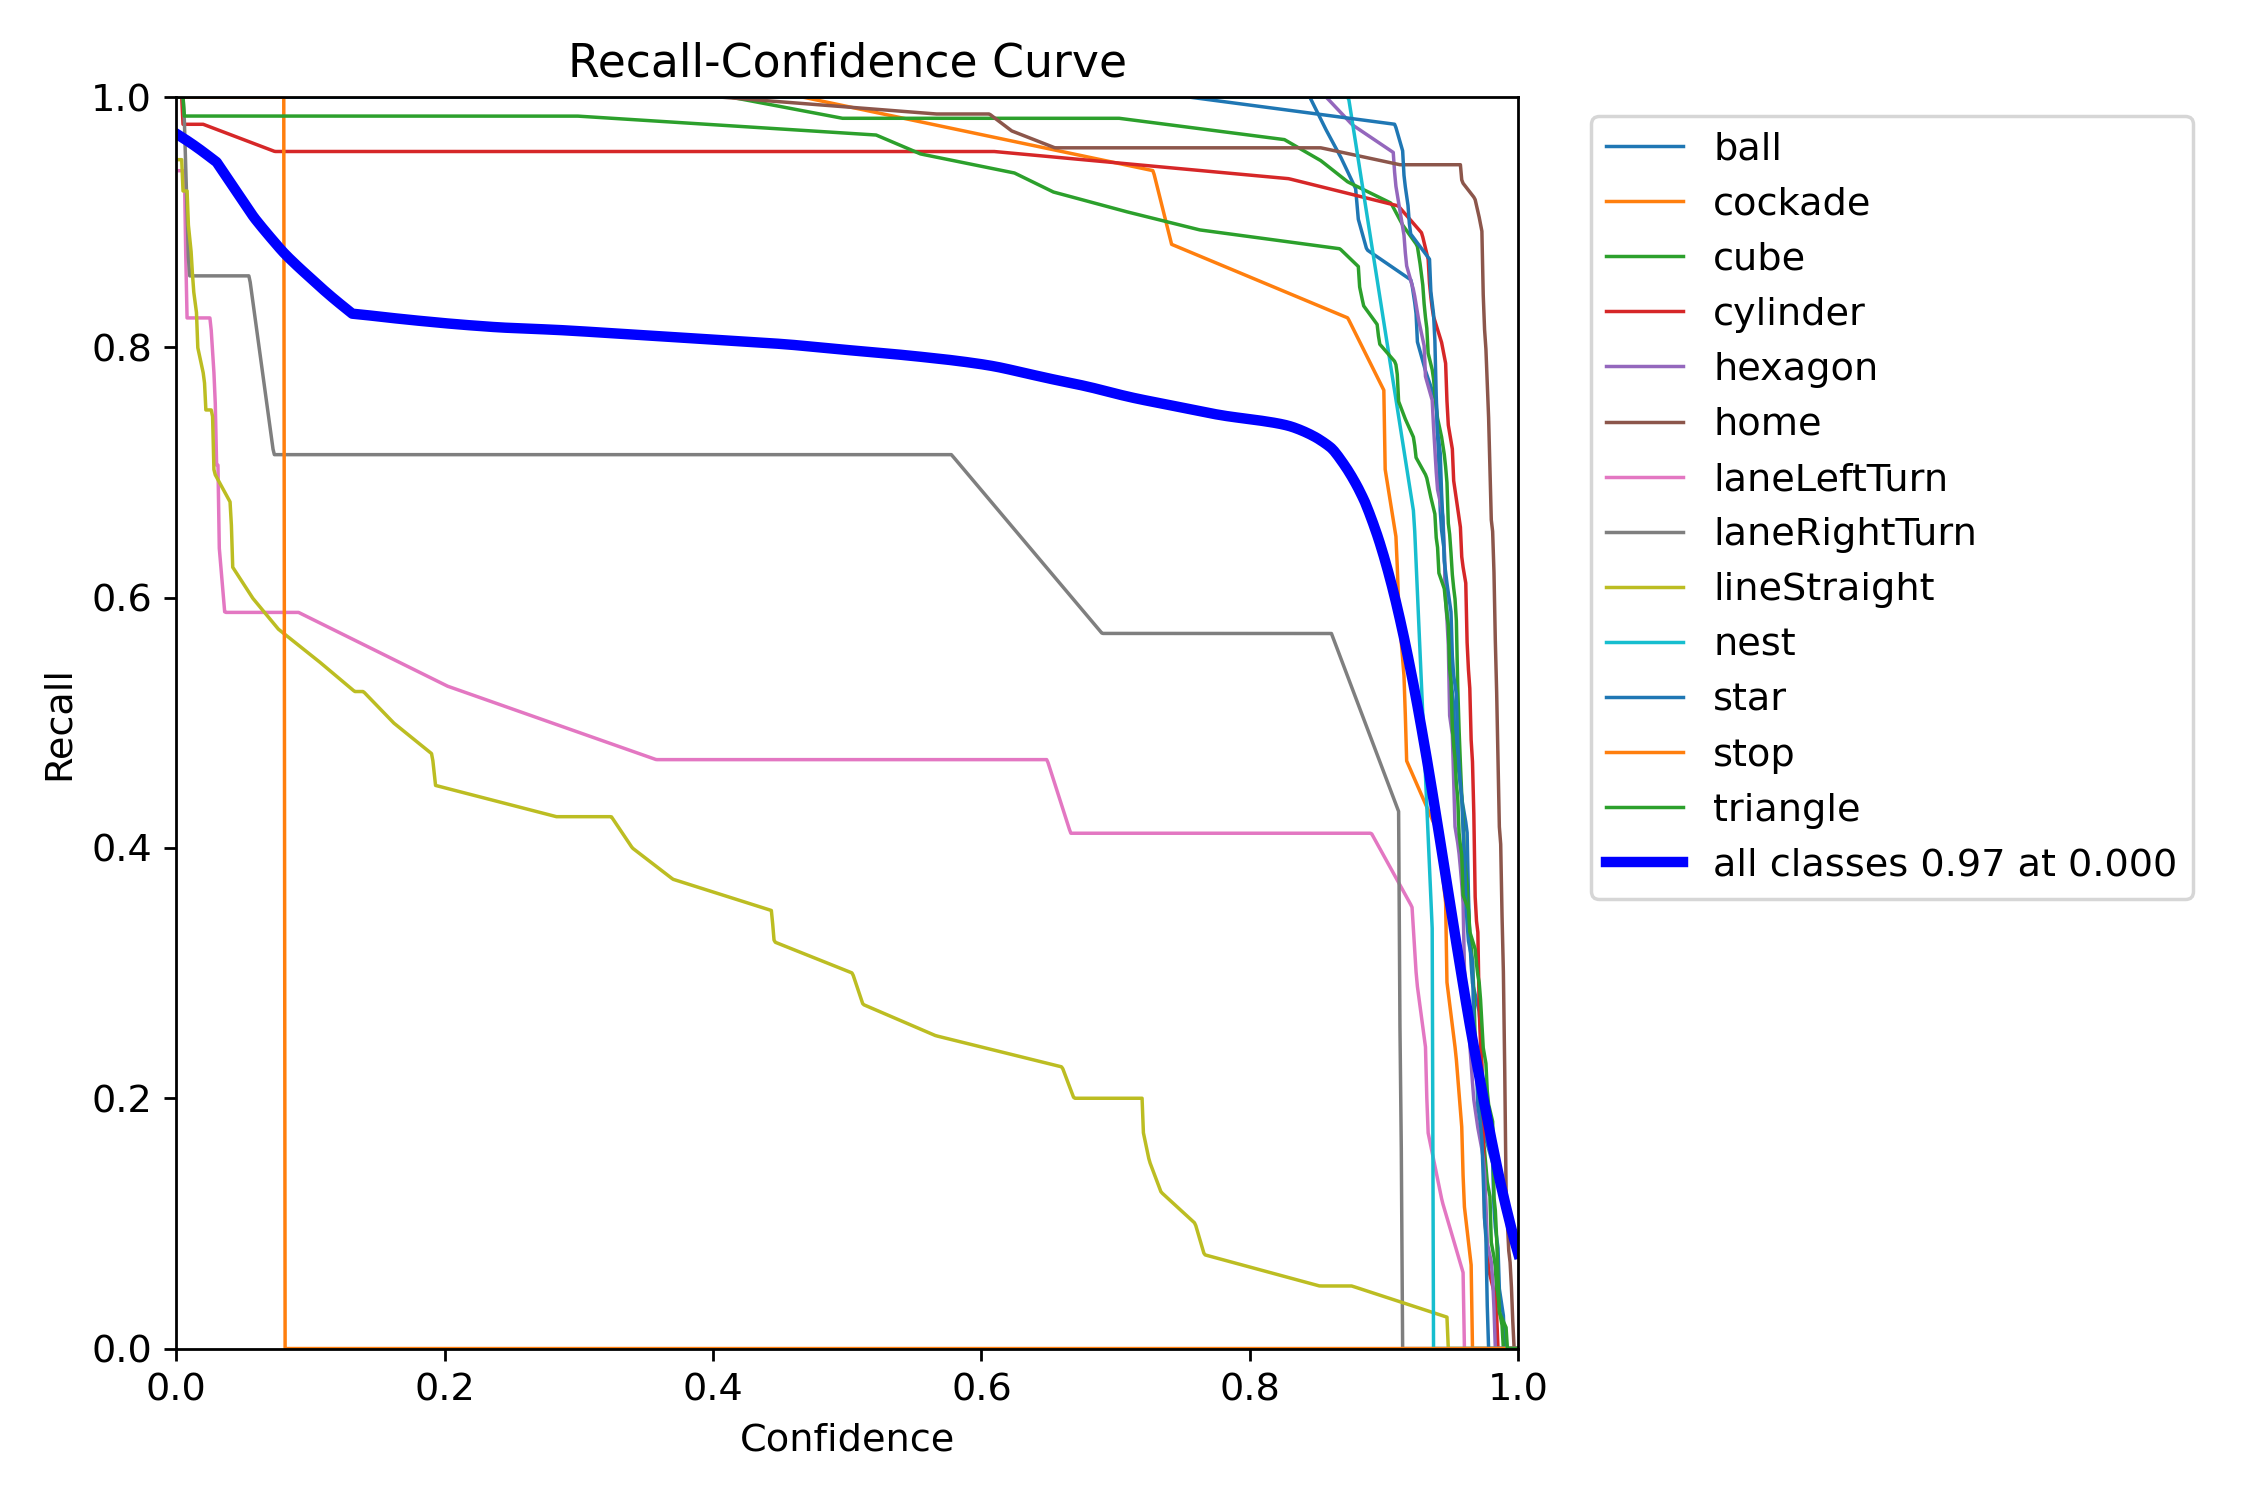 Recall-Confidence Curve
1.0
0.8
0.6
0.4
0.2
0.0
Recall
0.0 0.2 0.4 0.6 0.8 1.0
Confidence
ball
cockade
cube
cylinder
hexagon
home
laneLeftTurn
laneRightTurn
lineStraight
nest
star
stop
triangle
all classes 0.97 at 0.000